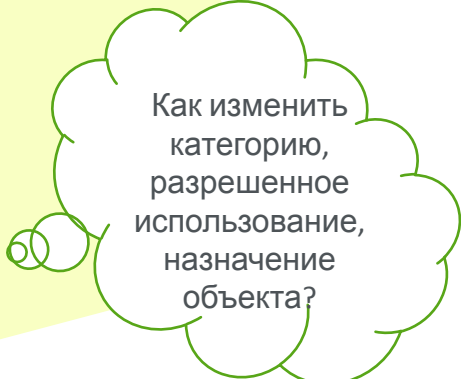 Как изменить
категорию,
разрешенное
использование,
назначение
объекта?